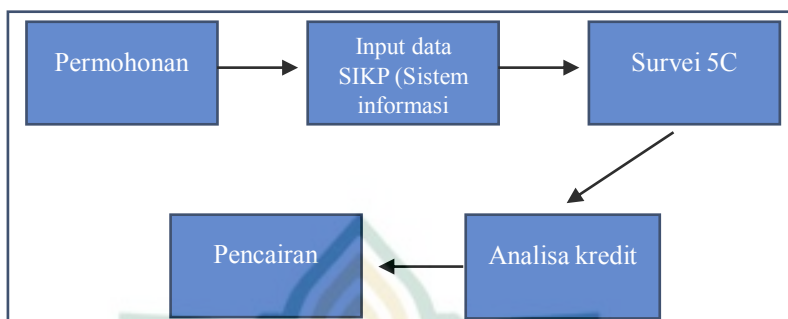 Permohonan
Input data
SIKP (Sistem
informasi
Survei 5C
Pencairan
Analisa kredit